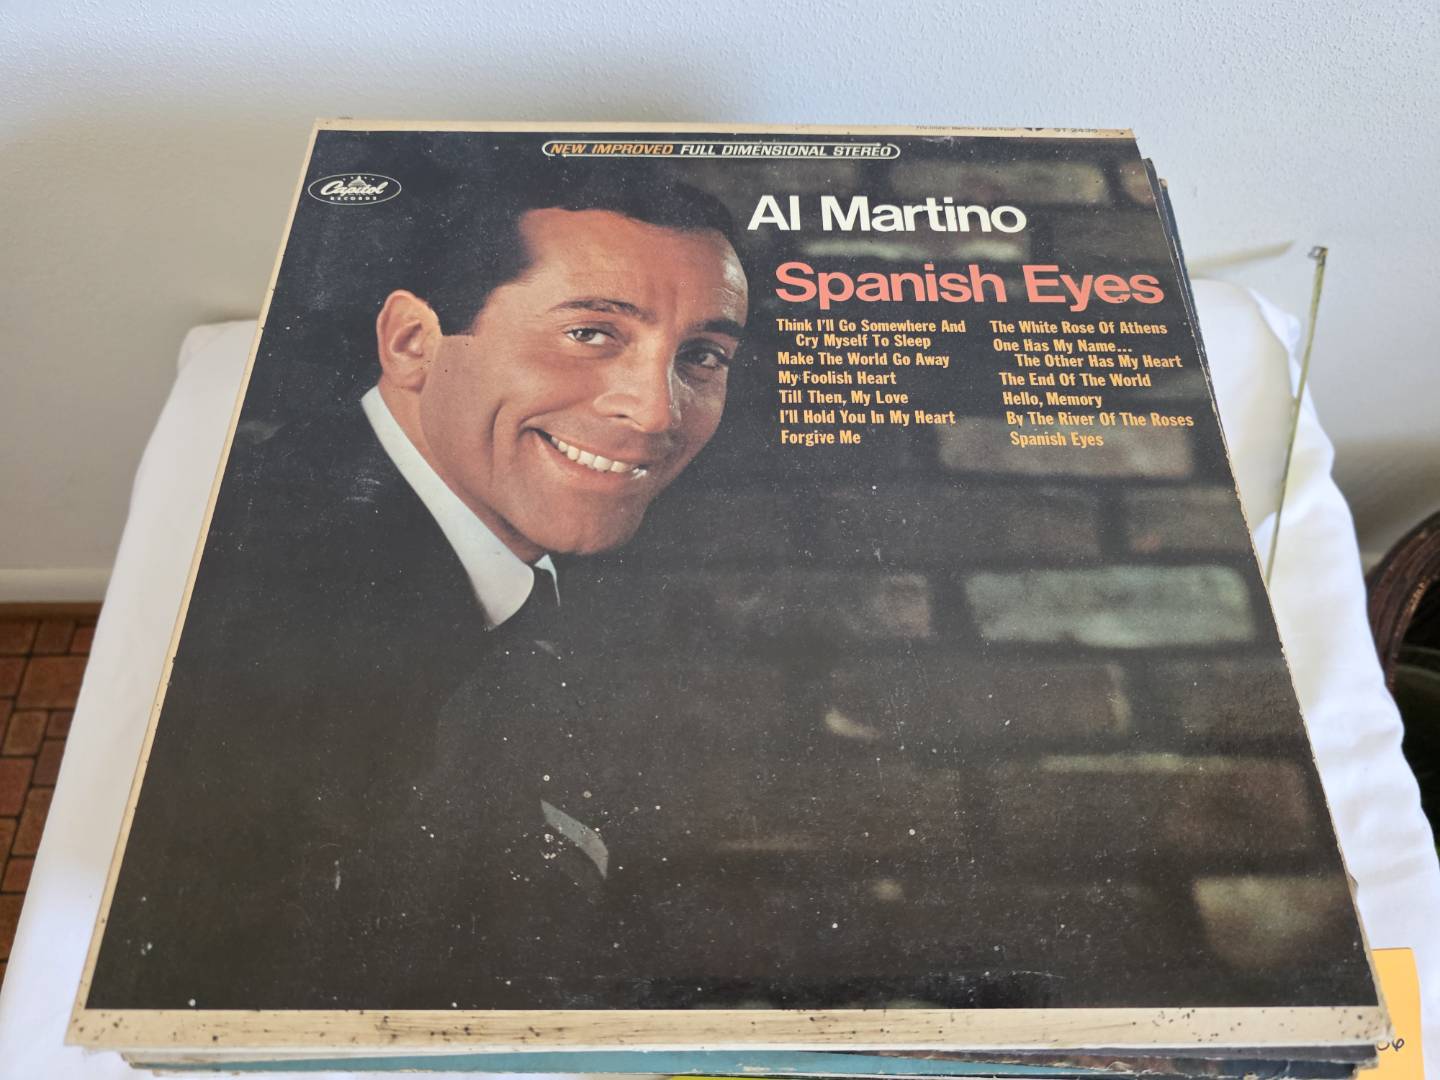 ST 2435
NEW IMPROVED FULL DIMENSIONAL STEREO
Capitol
RECORDS
Al Martino
Spanish Eyes
Think I'll Go Somewhere And
Cry Myself To Sleep
Make The World Go Away
My Foolish Heart
Till Then, My Love
I'll Hold You In My Heart
Forgive Me
The White Rose Of Athens
One Has My Name...
The Other Has My Heart
The End Of The World
Hello, Memory
By The River Of The Roses
Spanish Eyes